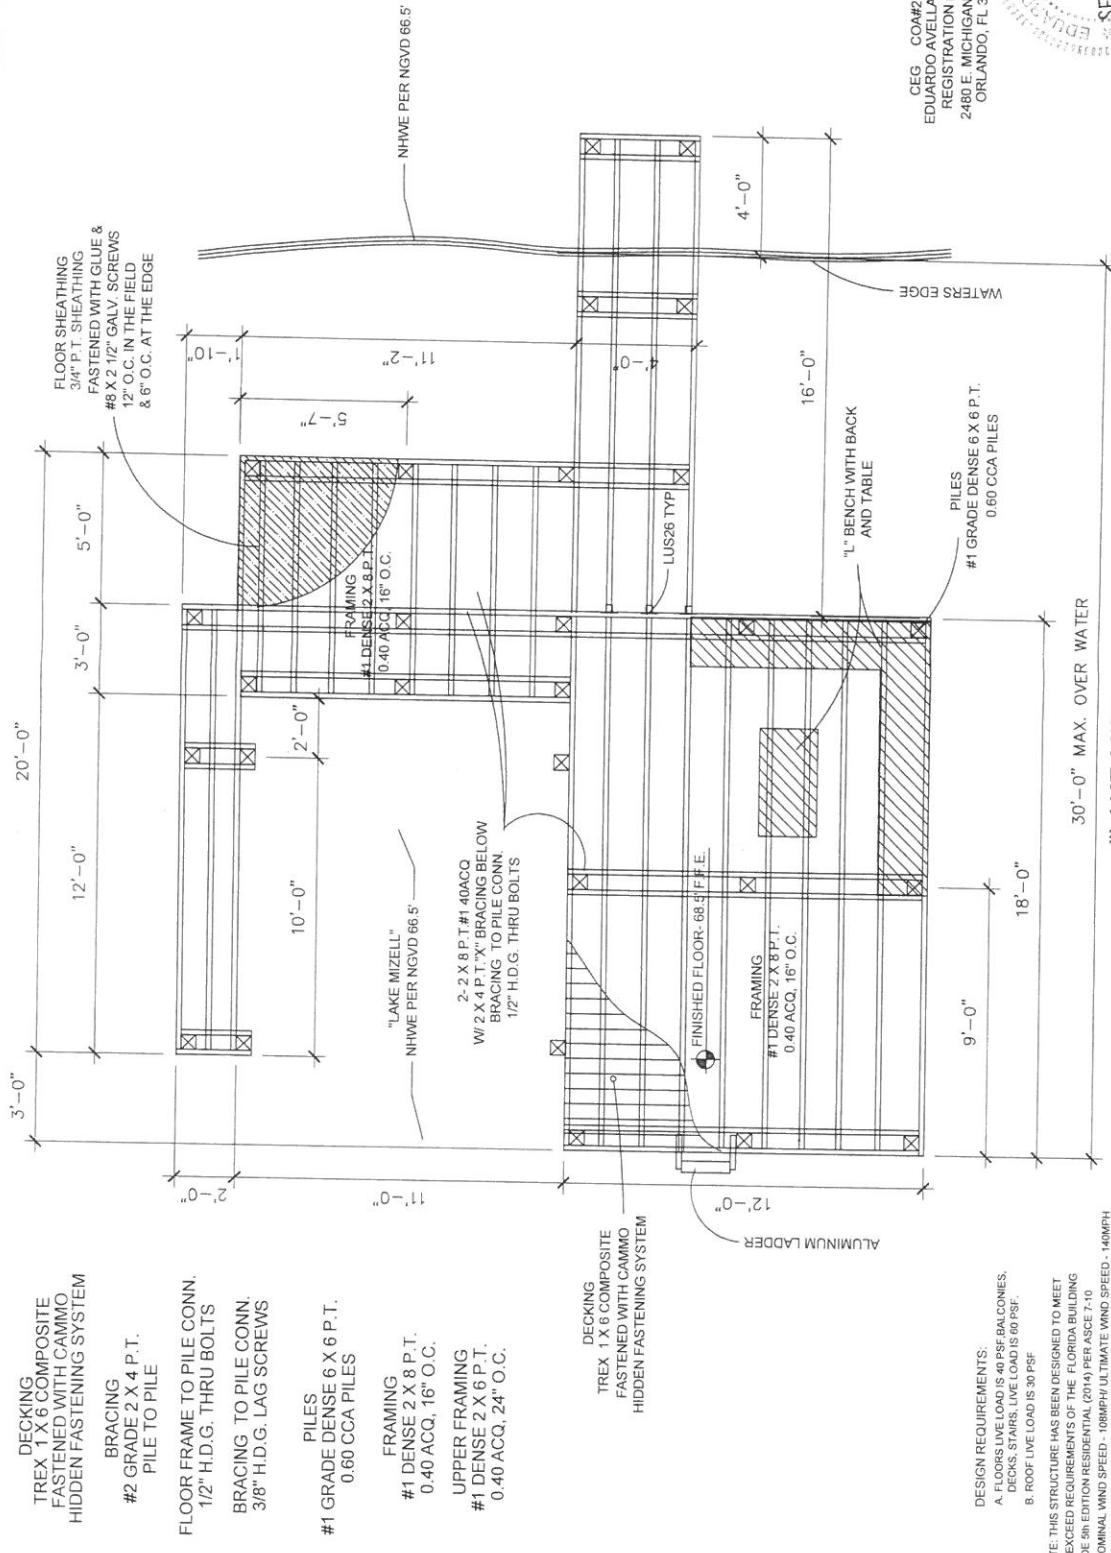 DECKING
TREX 1 X 6 COMPOSITE
FASTENED WITH CAMMO
HIDDEN FASTENING SYSTEM
BRACING
#2 GRADE 2 X 4 P.T.
PILE TO PILE
FLOOR FRAME TO PILE CONN.
1/2" H.D.G. THRU BOLTS
BRACING TO PILE CONN.
3/8" H.D.G. LAG SCREWS
PILES
#1 GRADE DENSE 6 X 6 P.T.
0.60 CCA PILES
FRAMING
#1 DENSE 2 X 8 P.T.
0.40 ACQ, 16" O.C.
UPPER FRAMING
#1 DENSE 2 X 6 P.T.
0.40 ACQ, 24" O.C.
3'-0"
20'-0"
12'-0"
3'-0"
5'-0"
FLOOR SHEATHING
3/4" P.T. SHEATHING
FASTENED WITH GLUE &
#8 X 2 1/2" GALV. SCREWS
12" O.C. IN THE FIELD
& 6" O.C. AT THE EDGE
2'-0"
11'-0"
12'-0"
1'-10"
11'-2"
5'-7"
4'-0"
10'-0"
2'-0"
NHWE PER NGVD 66.5'
"LAKE MIZELL"
NHWE PER NGVD 66.5'
FRAMING
#1 DENSE 2 X 8 P.T.
0.40 ACQ, 16" O.C.
2- 2 X 8 P.T.#1 40ACQ
W/ 2 X 4 P.T."X" BRACING BELOW
BRACING TO PILE CONN.
1/2" H.D.G. THRU BOLTS
LUS26 TYP
DECKING
TREX 1 X 6 COMPOSITE
FASTENED WITH CAMMO
HIDDEN FASTENING SYSTEM
FINISHED FLOOR- 68.5' F.F.E.
FRAMING
#1 DENSE 2 X 8 P.T.
0.40 ACQ, 16" O.C.
ALUMINUM LADDER
4'-0"
16'-0"
WATERS EDGE
"L" BENCH WITH BACK
AND TABLE
PILES
#1 GRADE DENSE 6 X 6 P.T.
0.60 CCA PILES
9'-0"
18'-0"
30'-0" MAX. OVER WATER
DESIGN REQUIREMENTS:
A. FLOORS LIVE LOAD IS 40 PSF,BALCONIES,
DECKS, STAIRS, LIVE LOAD IS 60 PSF.
B. ROOF LIVE LOAD IS 30 PSF
THIS STRUCTURE HAS BEEN DESIGNED TO MEET
EXCEED REQUIREMENTS OF THE FLORIDA BUILDING
5th EDITION RESIDENTIAL (2014) PER ASCE 7-10
WIND SPEED - 108MPH/ ULTIMATE WIND SPEED - 140MPH
CEG COA#2
EDUARDO AVELLA
REGISTRATION
2480 E. MICHIGAN
ORLANDO, FL 3